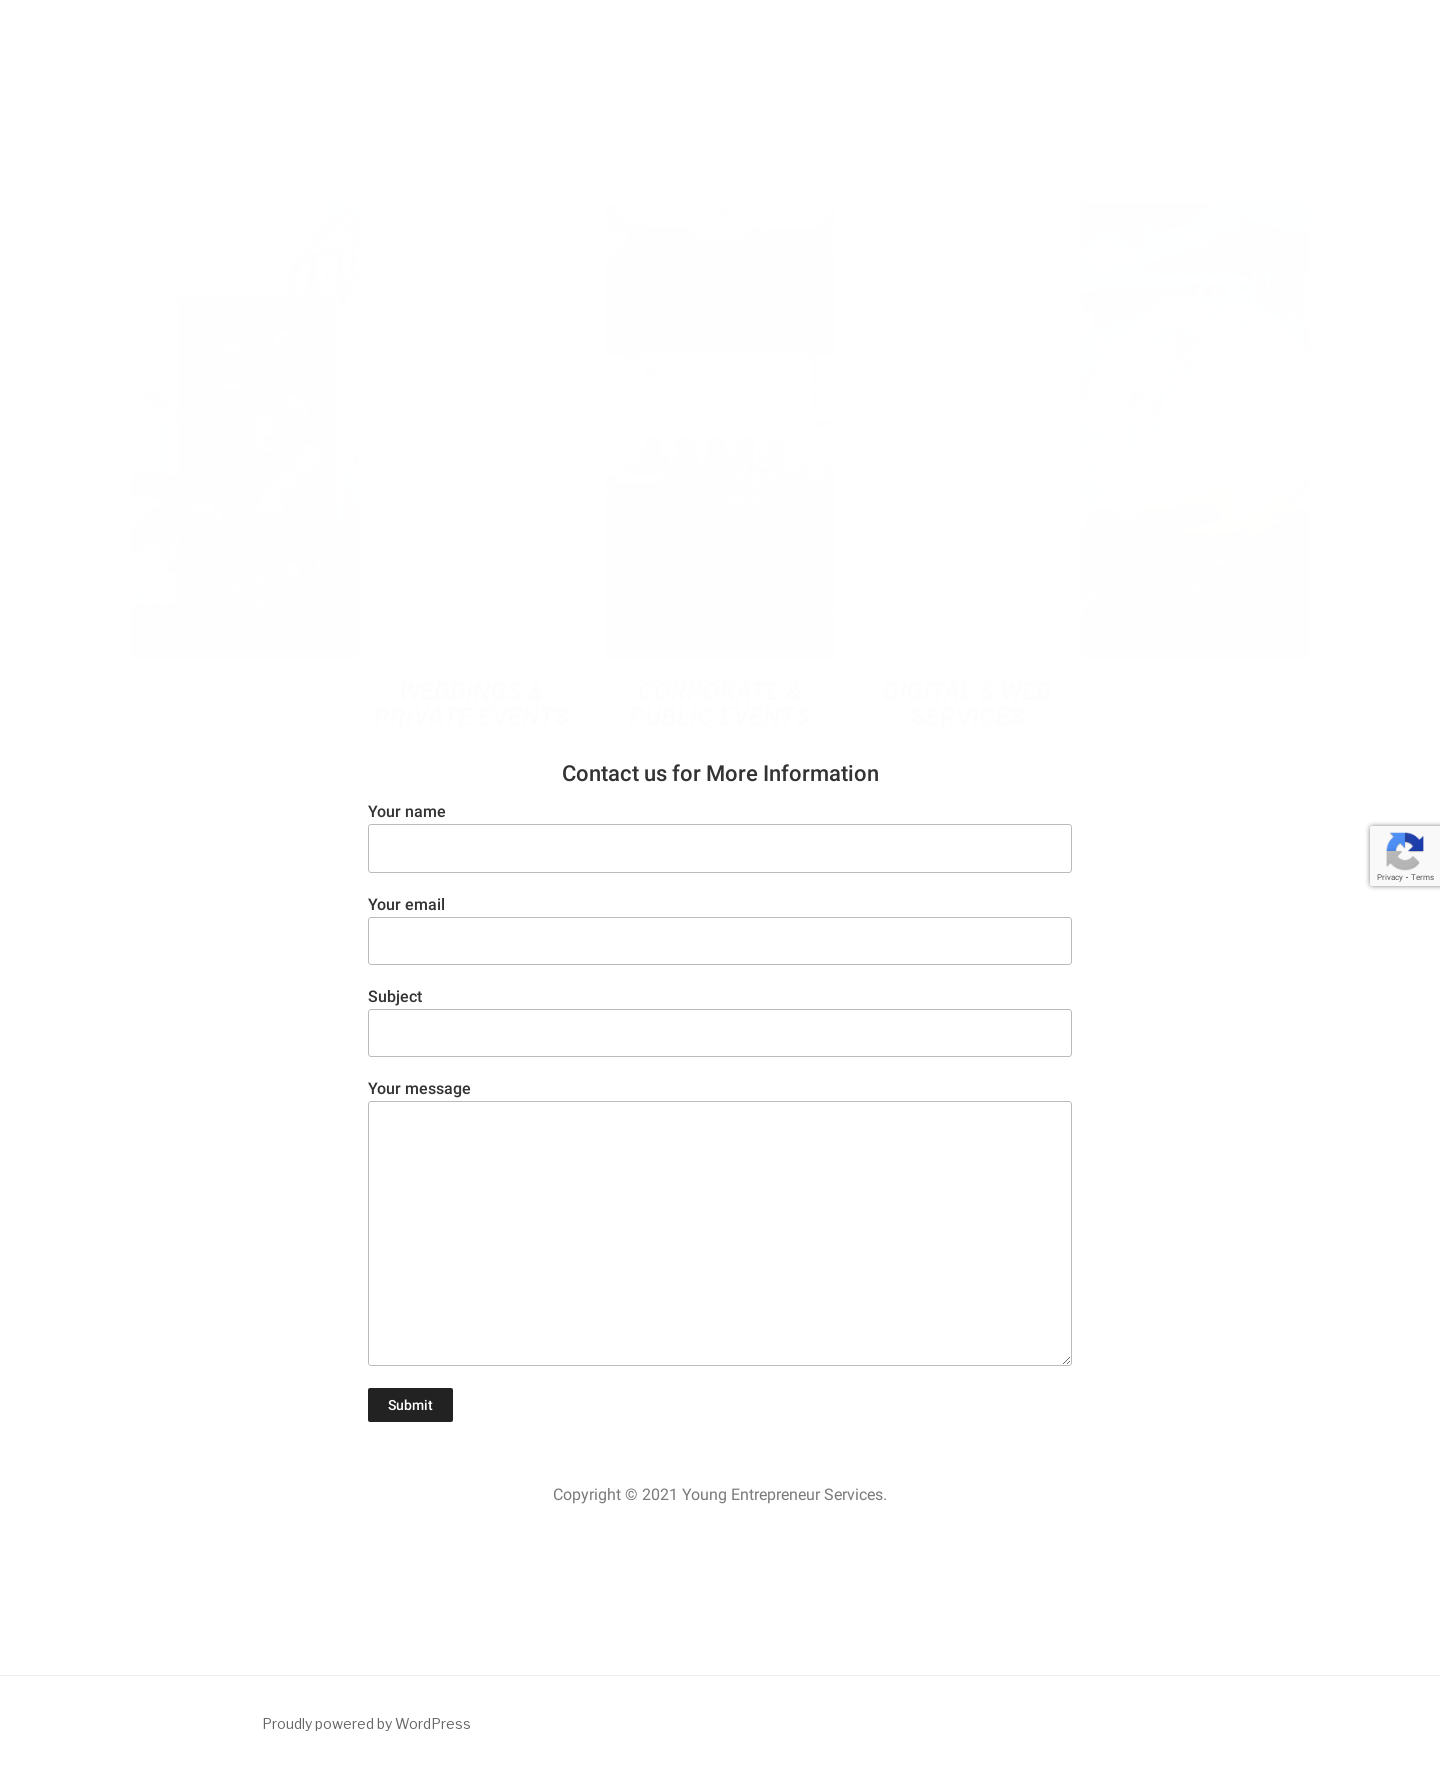 WEDDINGS &
PRIVATE EVENTS
CORPORATE &
PUBLIC EVENTS
DIGITAL & WEB
SERVICES
Contact us for More Information
Your name
Your email
Subject
Your message
Submit
Copyright © 2021 Young Entrepreneur Services.
Privacy - Terms
Proudly powered by WordPress